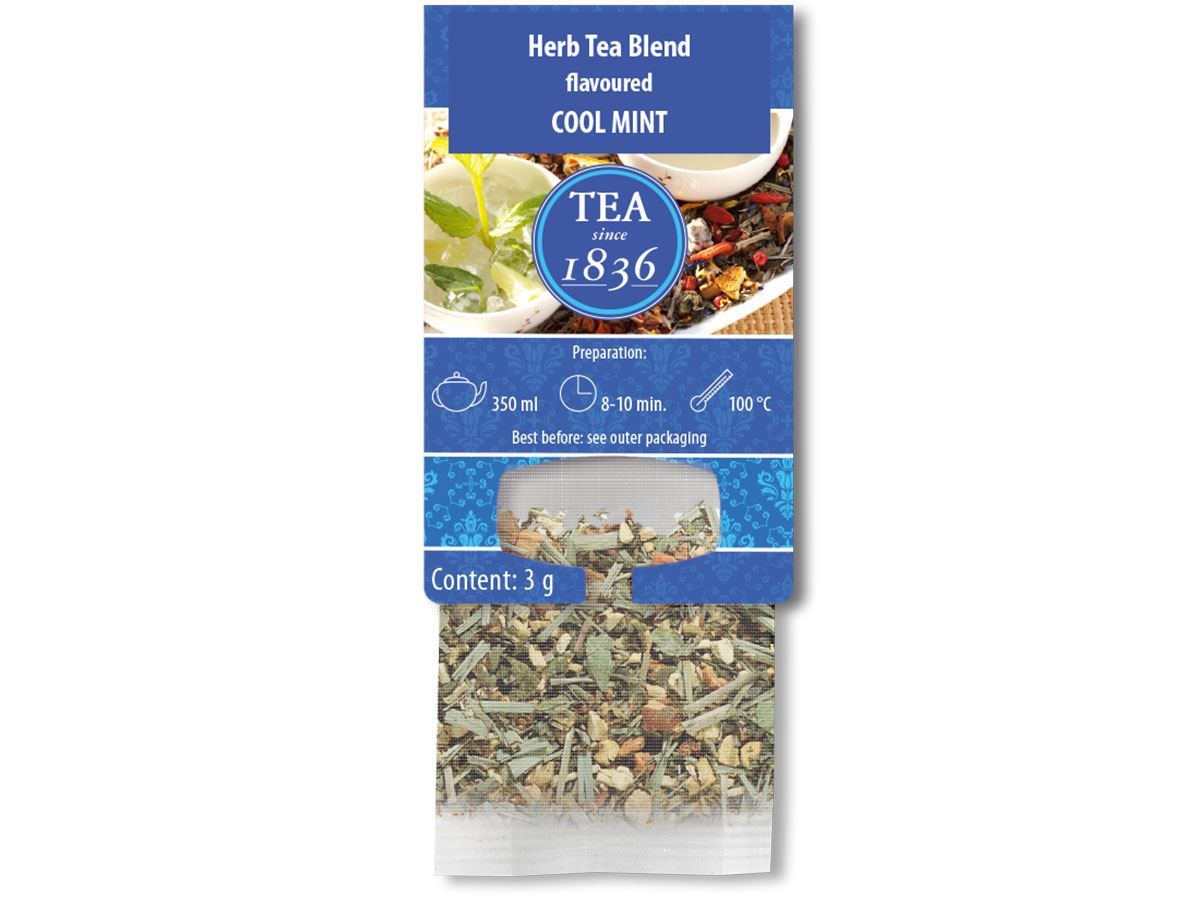 Herb Tea Blend
flavoured
COOL MINT
TEA
since
1836
Preparation:
350 ml 8-10 min. 100 °C
Best before: see outer packaging
Content: 3 g